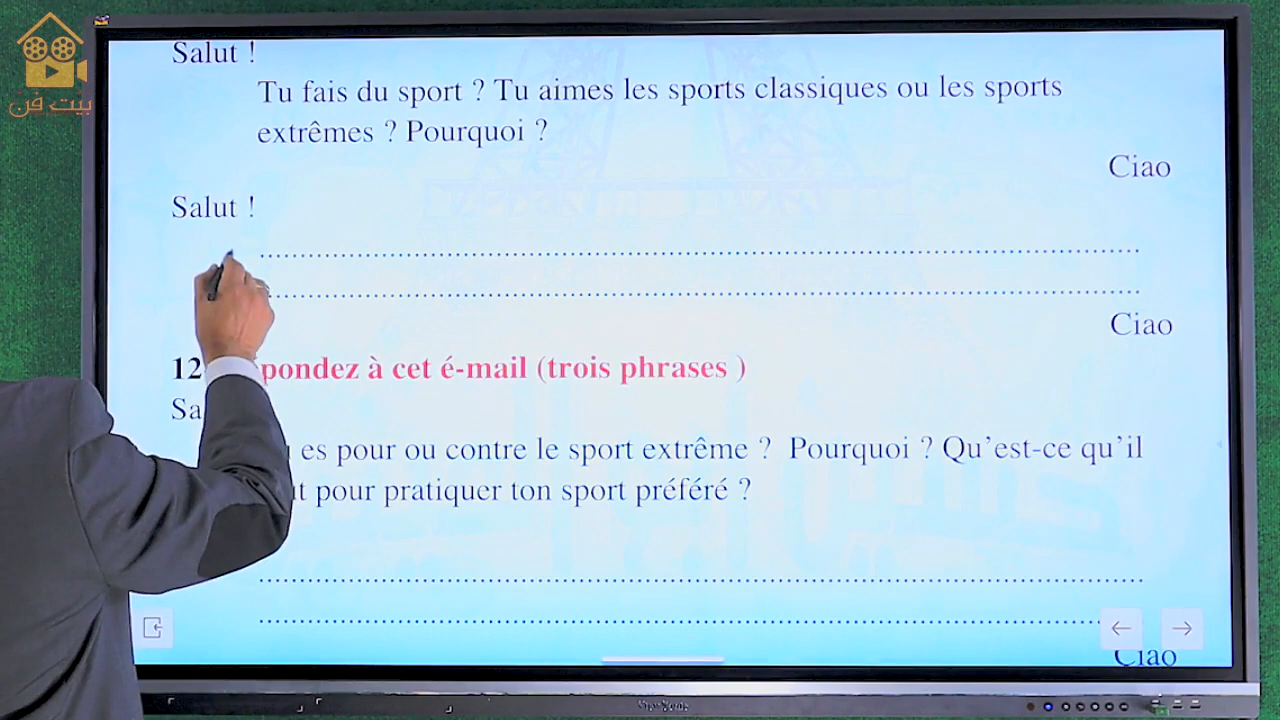 بيت فن
Salut !
Tu fais du sport ? Tu aimes les sports classiques ou les sports
extrêmes ? Pourquoi ?
Ciao
Salut !
Ciao
12 pondez à cet é-mail (trois phrases )
Sa
es pour ou contre le sport extrême ? Pourquoi ? Qu’est-ce qu’il
ut pour pratiquer ton sport préféré ?
Ciao
ViewSonic